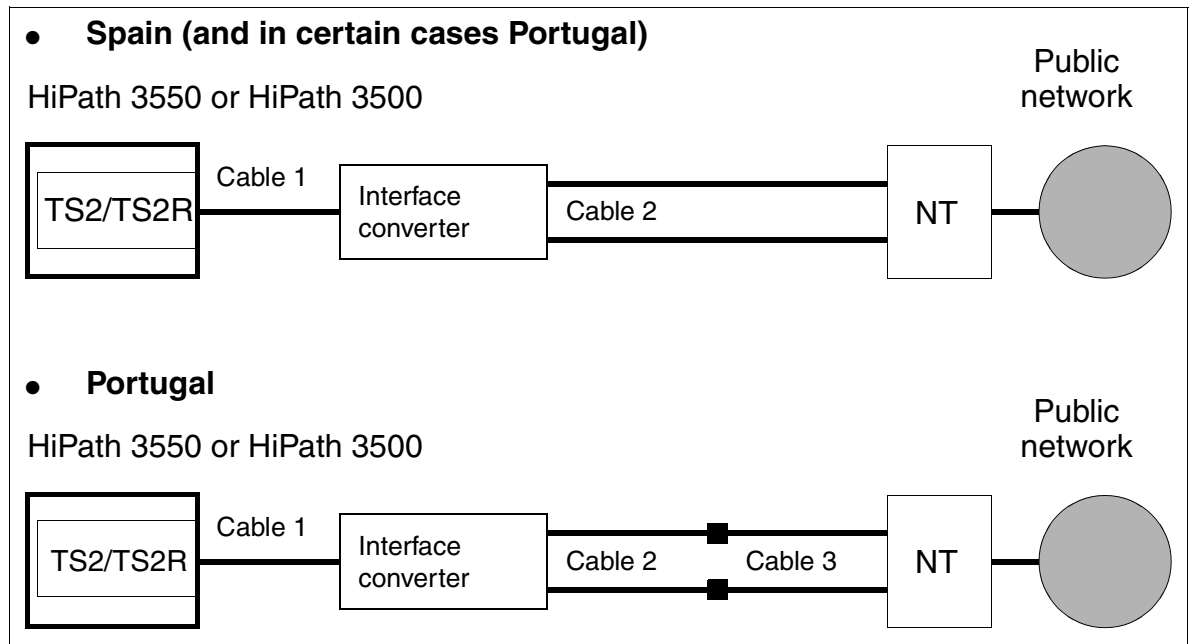 ● Spain (and in certain cases Portugal)
HiPath 3550 or HiPath 3500
Public
network
TS2/TS2R
Cable 1
Interface
converter
Cable 2
NT
● Portugal
HiPath 3550 or HiPath 3500
Public
network
TS2/TS2R
Cable 1
Interface
converter
Cable 2
Cable 3
NT